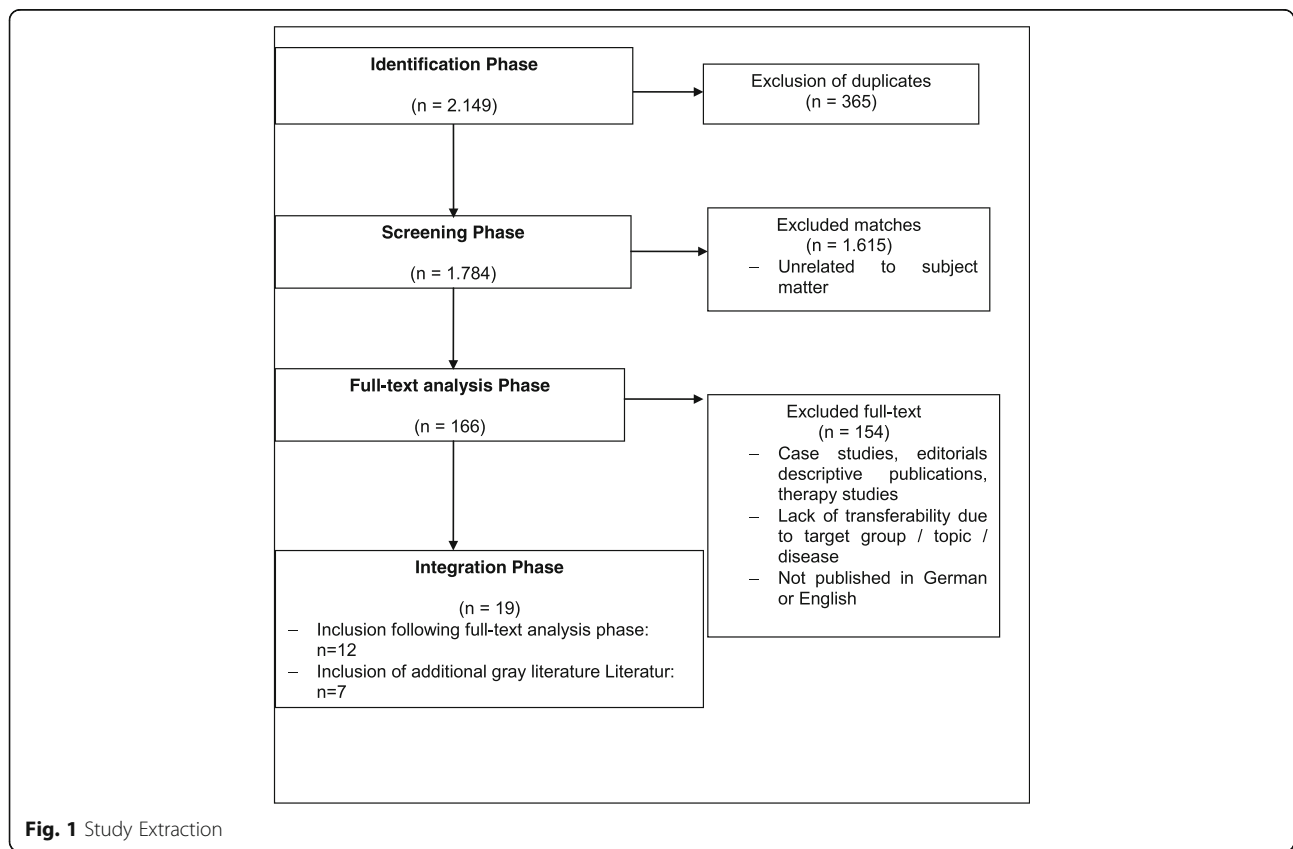 Identification Phase
(n = 2.149)
Exclusion of duplicates
(n = 365)
Screening Phase
(n = 1.784)
Excluded matches
(n = 1.615)
– Unrelated to subject
matter
Full-text analysis Phase
(n = 166)
Excluded full-text
(n = 154)
– Case studies, editorials
descriptive publications,
therapy studies
– Lack of transferability due
to target group / topic /
disease
– Not published in German
or English
Integration Phase
(n = 19)
– Inclusion following full-text analysis phase:
n=12
– Inclusion of additional gray literature Literatur:
n=7
Fig. 1 Study Extraction